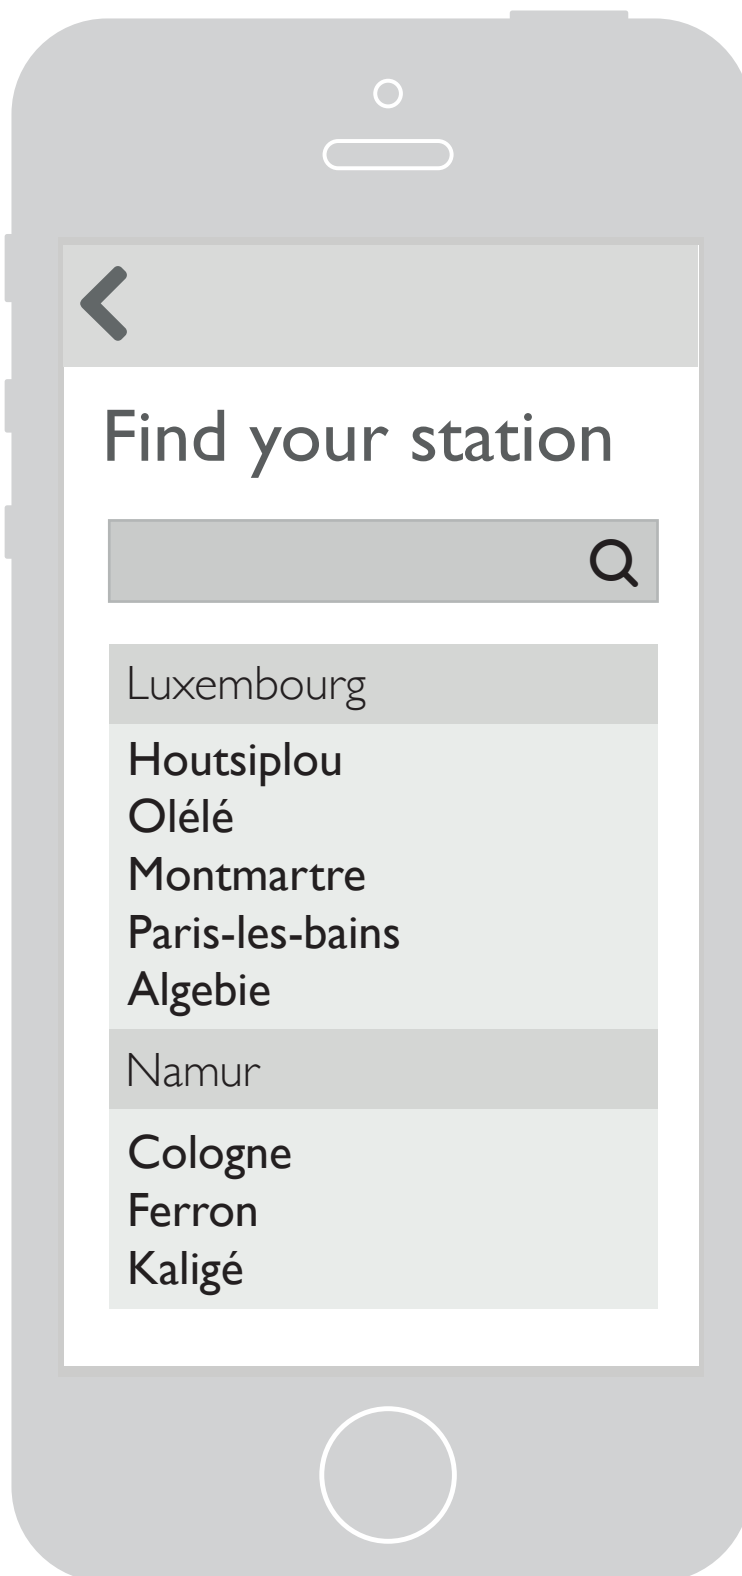 Find your station
Luxembourg
Houtsiplou
Olélé
Montmartre
Paris-les-bains
Algebie
Namur
Cologne
Ferron
Kaligé